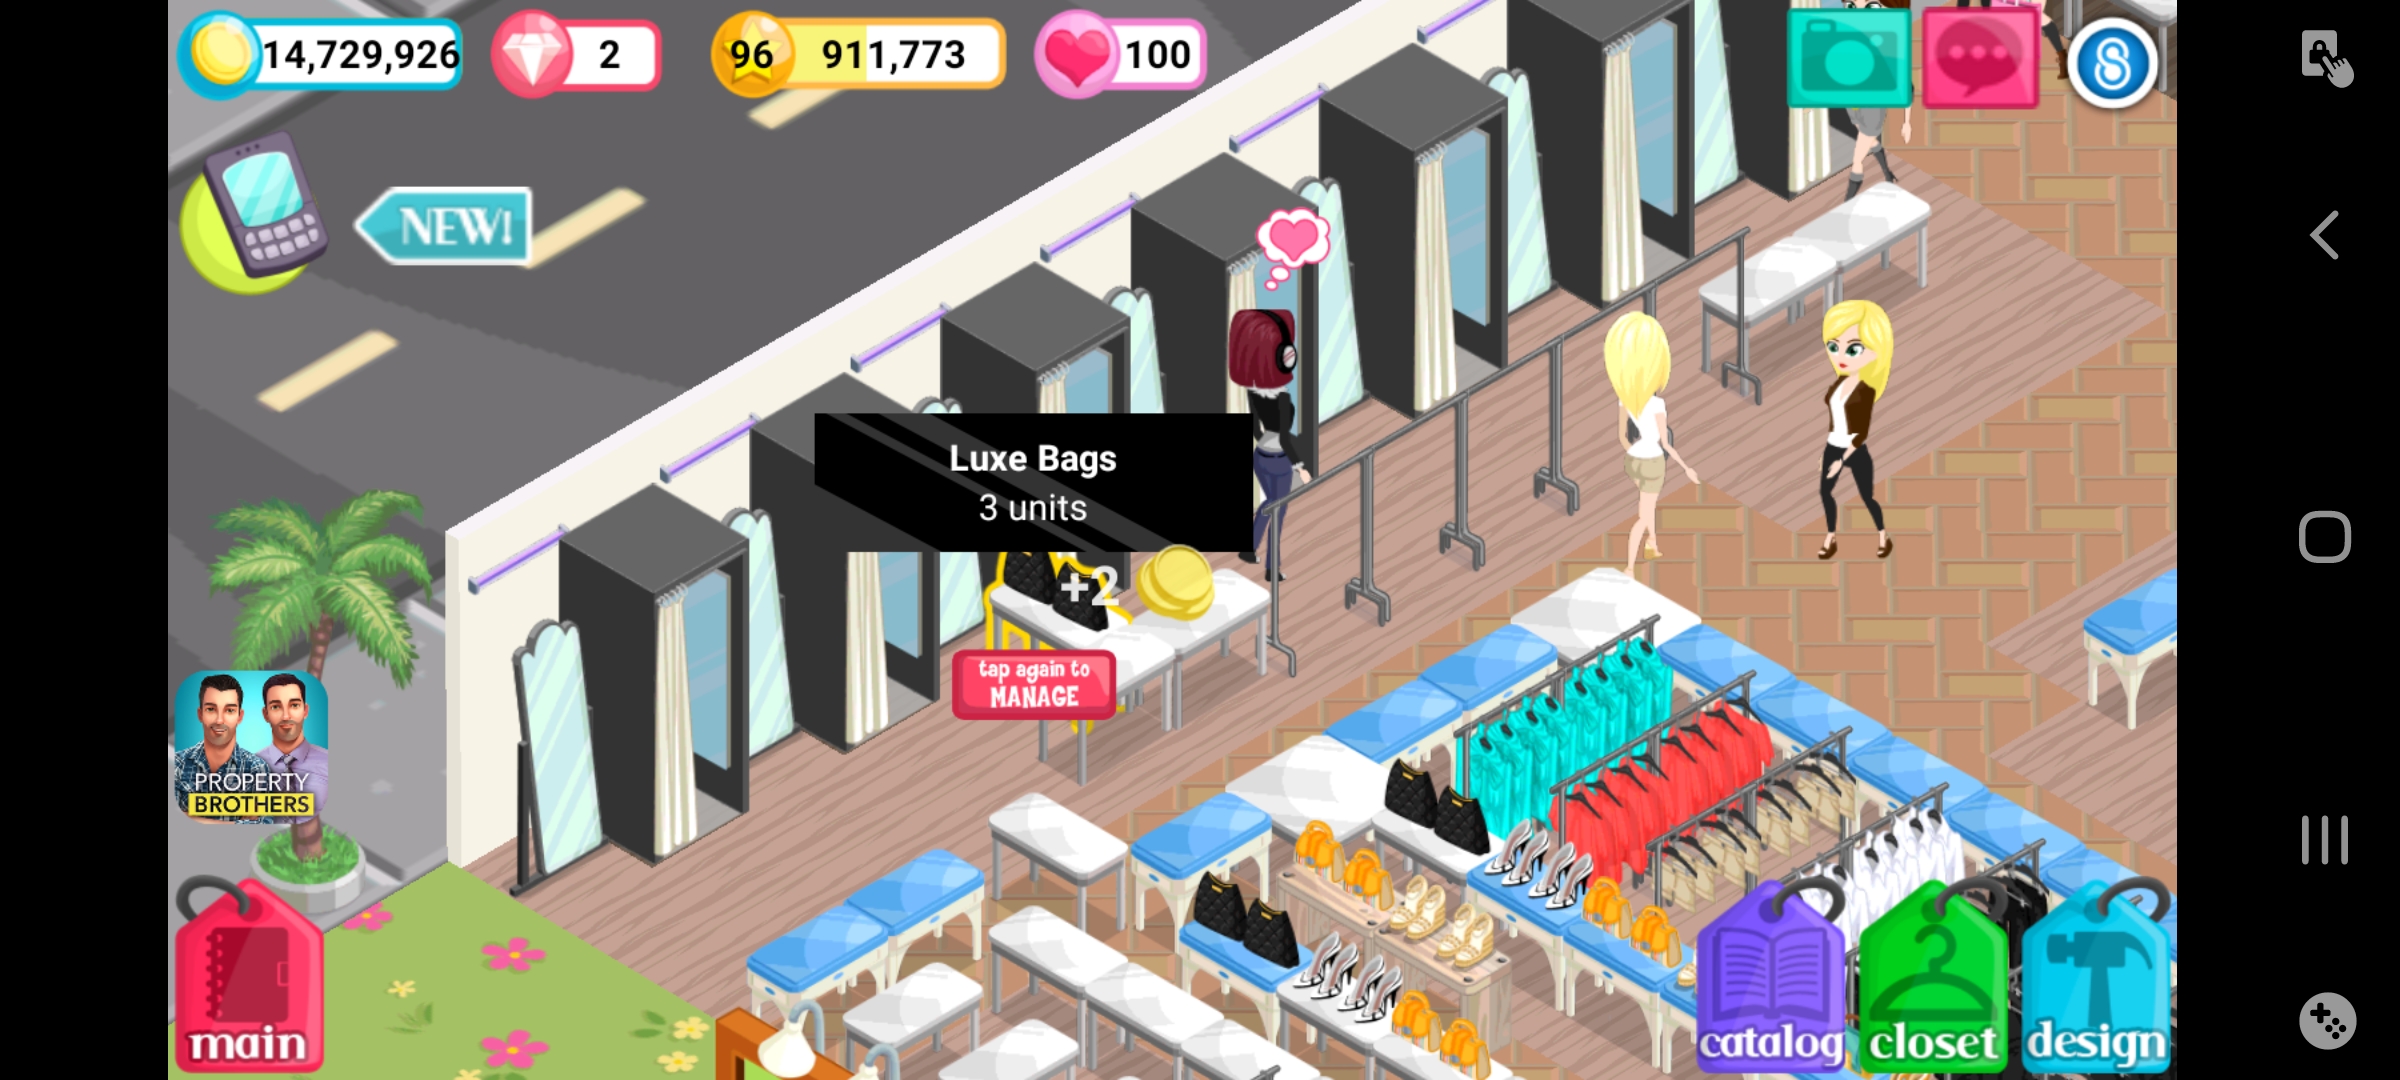 14,729,926
2
96
911,773
100
NEW!
Luxe Bags
3 units
+2
tap again to
MANAGE
PROPERTY
BROTHERS
main
catalog
closet
design